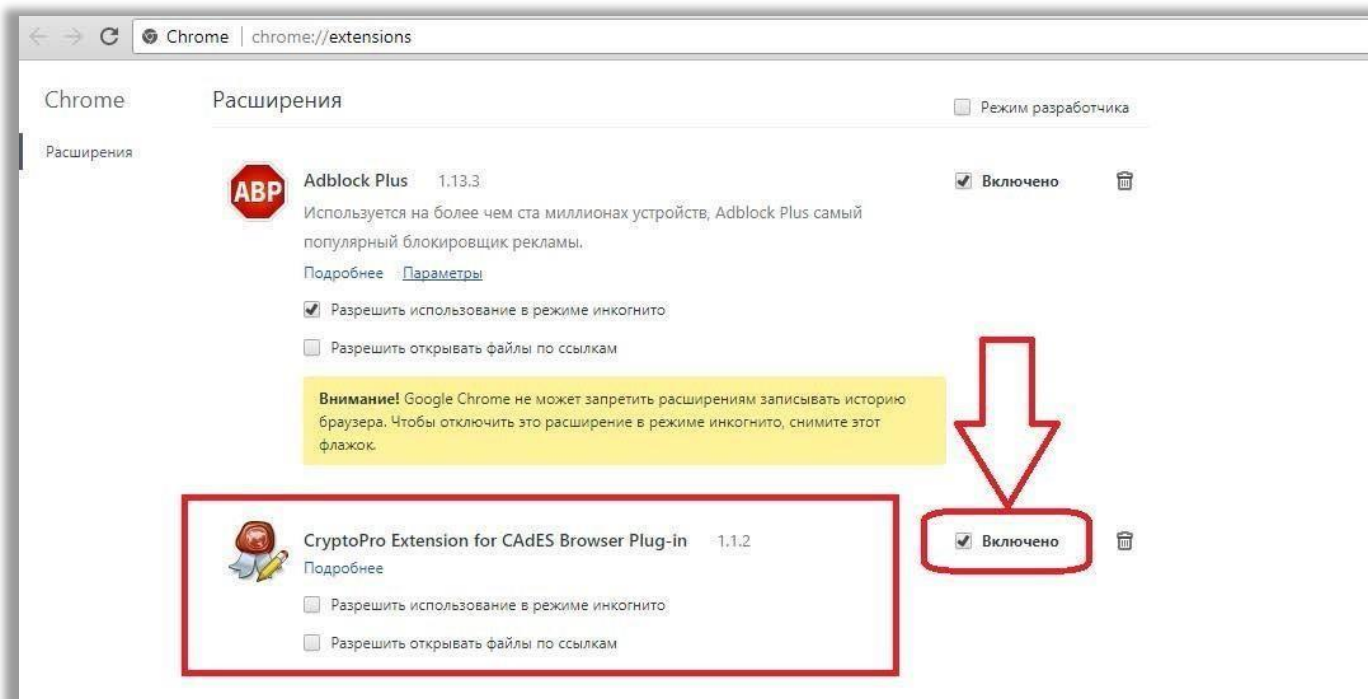 Chrome | chrome://extensions
Chrome
Расширения
Режим разработчика
Расширения
ABP
Adblock Plus 1.13.3
Включено
Используется на более чем ста миллионах устройств, Adblock Plus самый
популярный блокировщик рекламы.
Подробнее Параметры
Разрешить использование в режиме инкогнито
Разрешить открывать файлы по ссылкам
Внимание! Google Chrome не может запретить расширениям записывать историю
браузера. Чтобы отключить это расширение в режиме инкогнито, снимите этот
флажок.
CryptoPro Extension for CAdES Browser Plug-in 1.1.2
Включено
Подробнее
Разрешить использование в режиме инкогнито
Разрешить открывать файлы по ссылкам